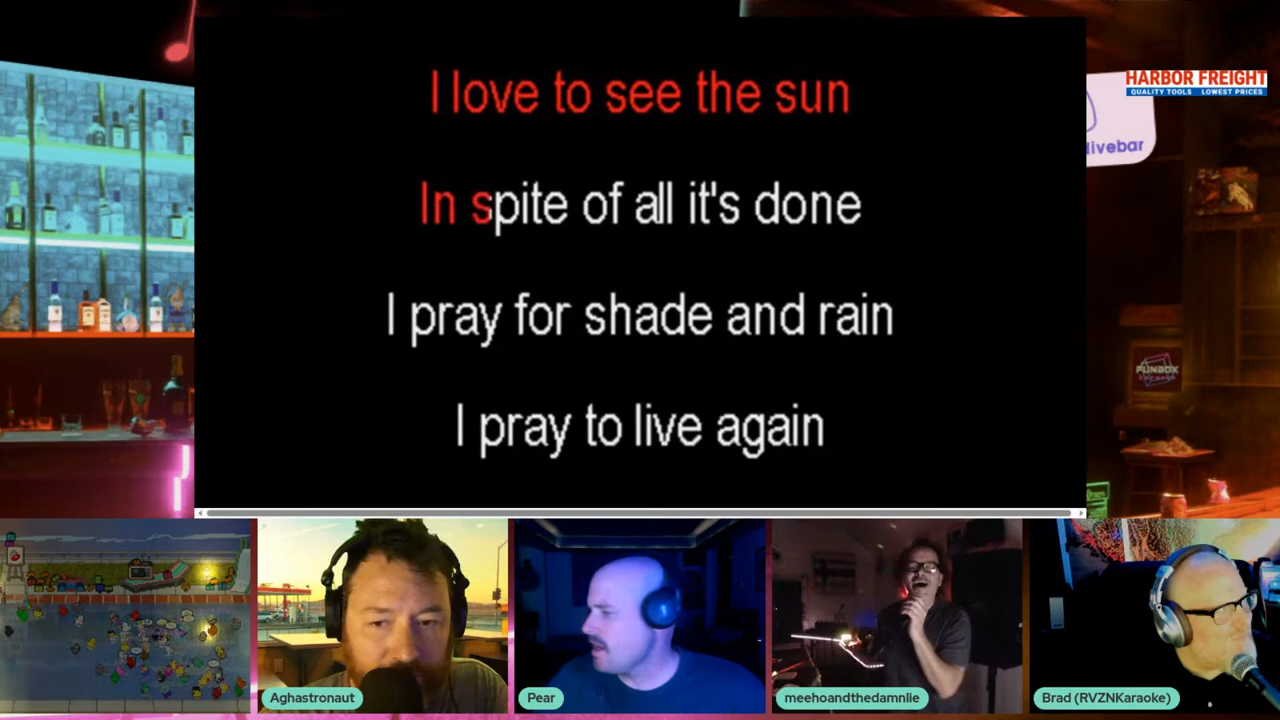 I love to see the sun
In spite of all it's done
I pray for shade and rain
I pray to live again
HARBOR FREIGHT
QUALITY TOOLS LOWEST PRICES
livebar
PUNBOX
Aghastronaut
Pear
meehoandthedamnlie
Brad (RVZNKaraoke)